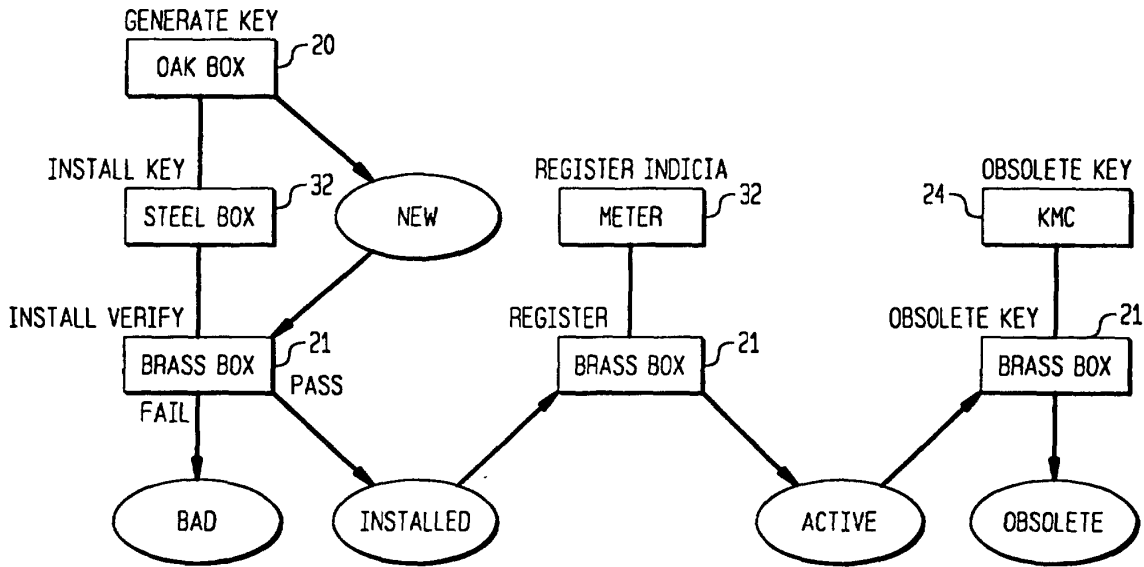 GENERATE KEY
OAK BOX
20
INSTALL KEY
STEEL BOX
32
NEW
INSTALL VERIFY
BRASS BOX
21
PASS
FAIL
BAD
INSTALLED
REGISTER INDICIA
METER
32
REGISTER
BRASS BOX
21
ACTIVE
OBSOLETE KEY
24
KMC
OBSOLETE KEY
21
BRASS BOX
OBSOLETE